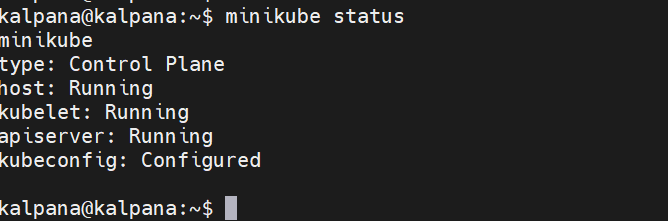 kalpana@kalpana:~$ minikube status
minikube
type: Control Plane
host: Running
kubelet: Running
apiserver: Running
kubeconfig: Configured
kalpana@kalpana:~$